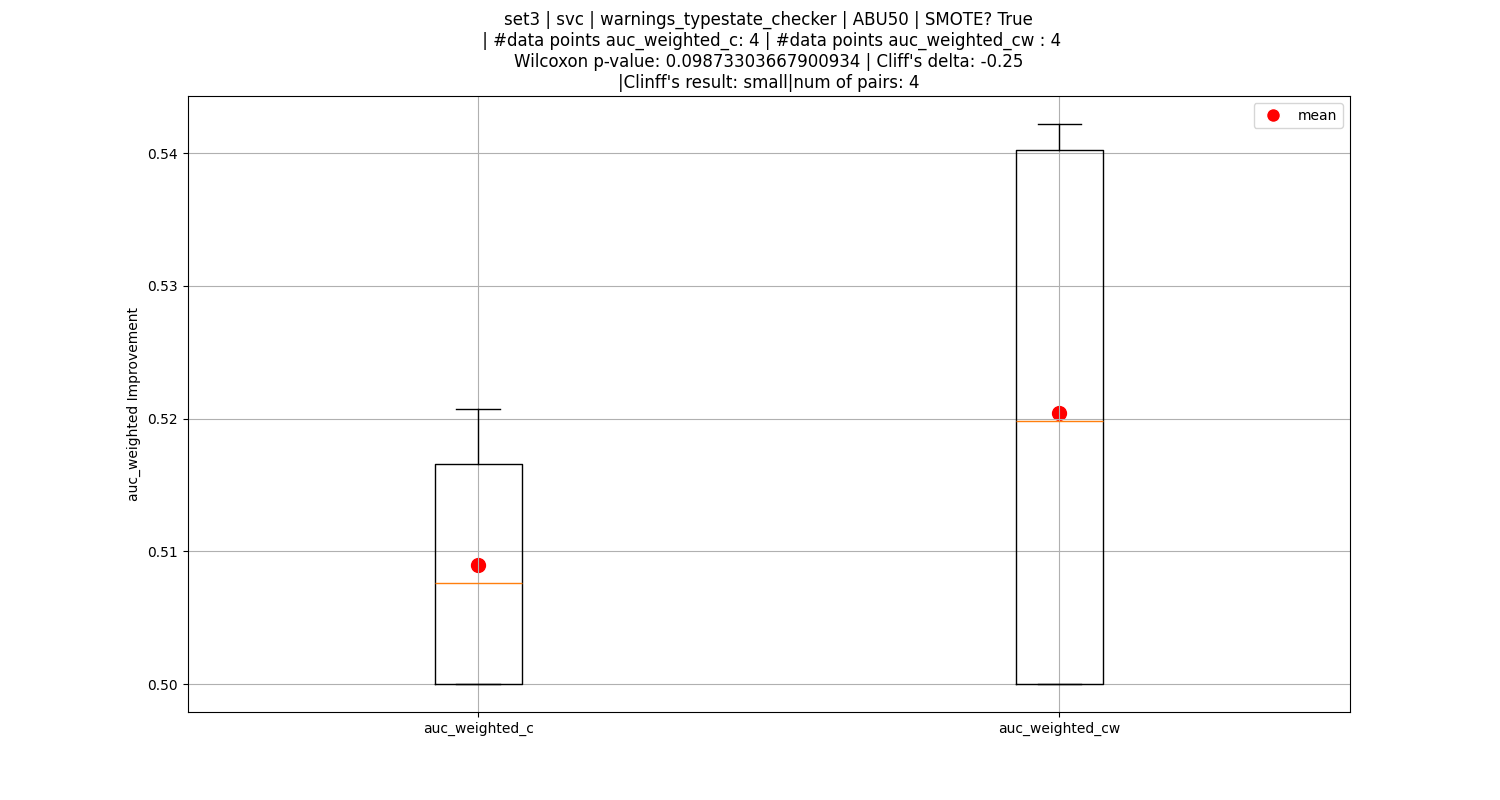 set3 | svc | warnings_typestate_checker | ABU50 | SMOTE? True
| #data points auc_weighted_c: 4 | #data points auc_weighted_cw : 4
Wilcoxon p-value: 0.09873303667900934 | Cliff's delta: -0.25
|Clinff's result: small|num of pairs: 4
mean
0.54
0.53
0.52
0.51
0.50
auc_weighted Improvement
auc_weighted_c
auc_weighted_cw